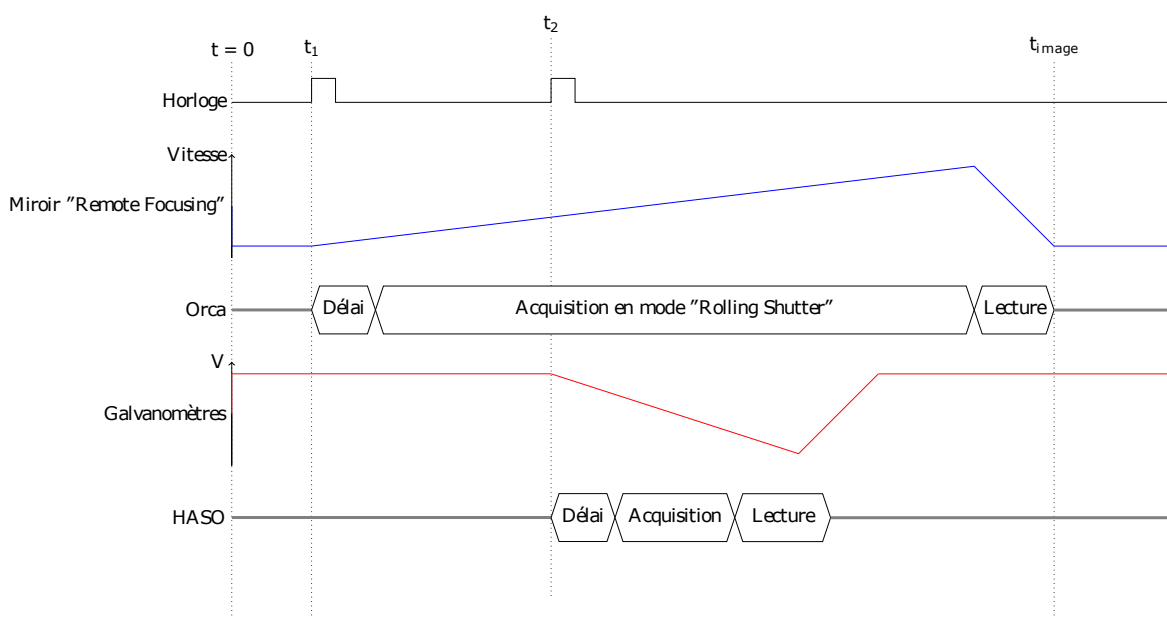 t = 0
t1
t2
timage
Horloge
Vitesse
Miroir ”Remote Focusing”
Orca
Délai
Acquisition en mode ”Rolling Shutter”
Lecture
V
Galvanomètres
HASO
Délai
Acquisition
Lecture